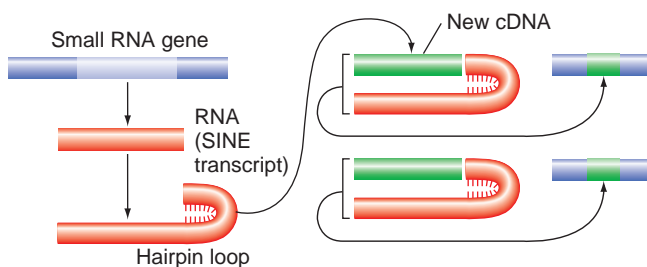 Small RNA gene
New cDNA
RNA
(SINE
transcript)
Hairpin loop